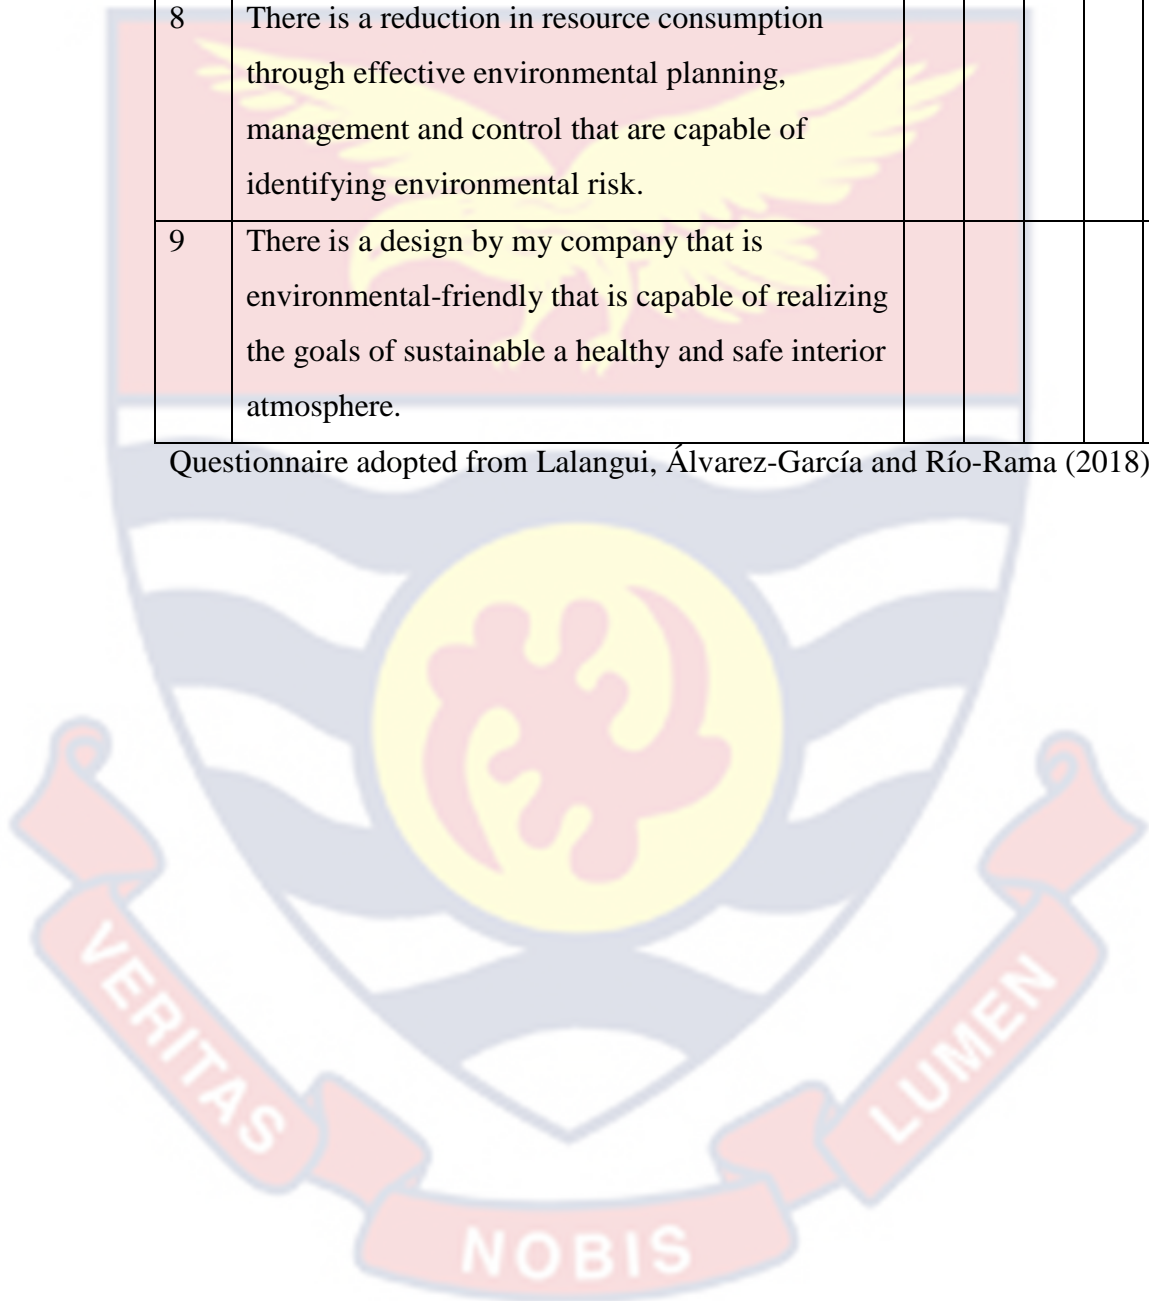 8 There is a reduction in resource consumption
through effective environmental planning,
management and control that are capable of
identifying environmental risk.
9 There is a design by my company that is
environmental-friendly that is capable of realizing
the goals of sustainable a healthy and safe interior
atmosphere.
Questionnaire adopted from Lalangui, Álvarez-García and Río-Rama (2018)
VERITAS
NOBIS
LUMEN